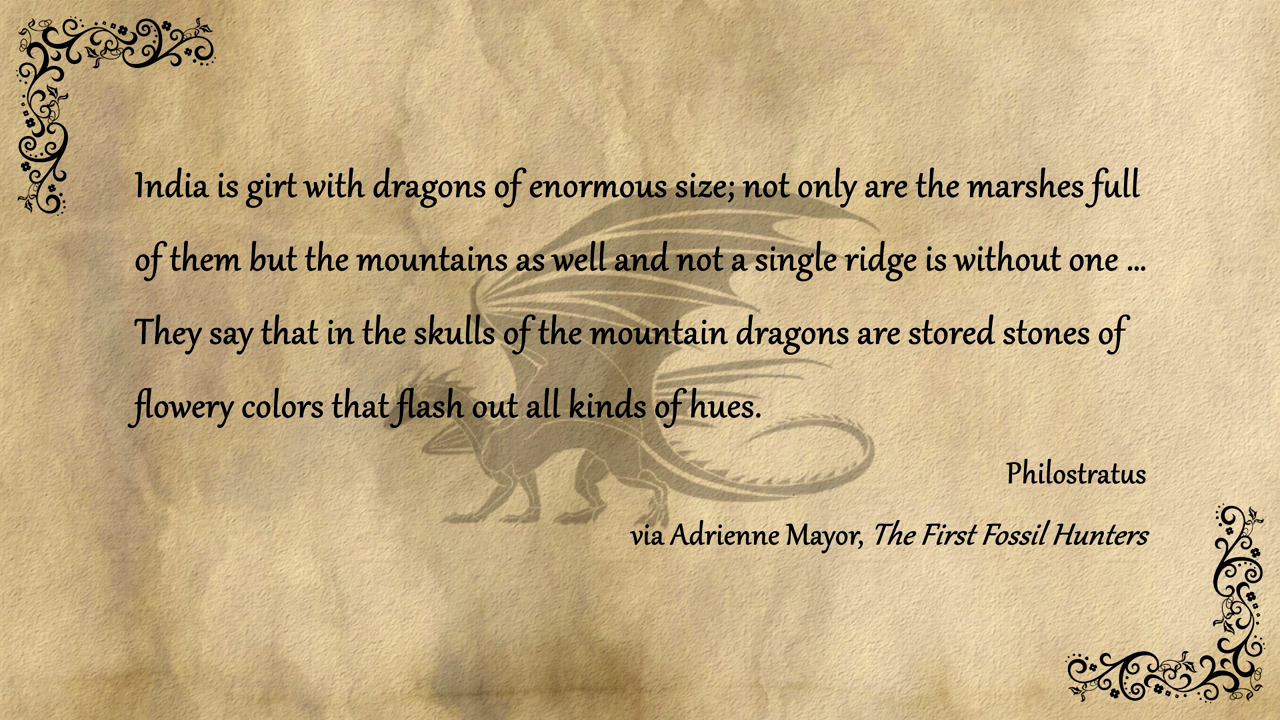 India is girt with dragons of enormous size; not only are the marshes full
of them but the mountains as well and not a single ridge is without one ...
They say that in the skulls of the mountain dragons are stored stones of
flowery colors that flash out all kinds of hues.
Philostratus
via Adrienne Mayor, The First Fossil Hunters